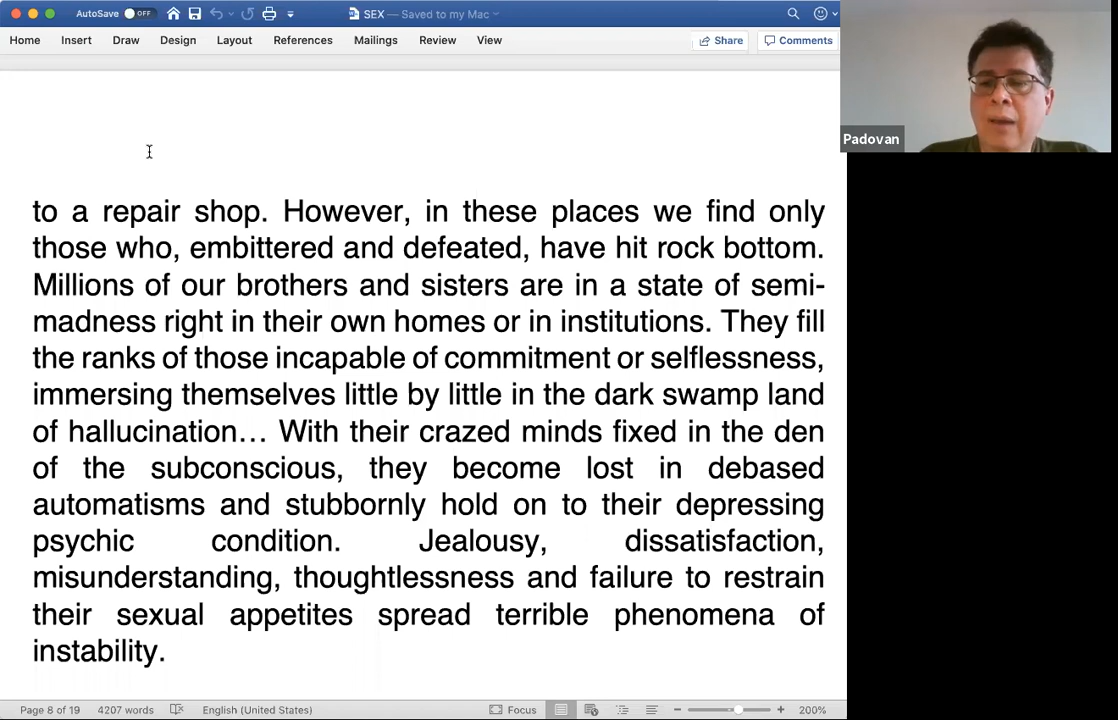 AutoSave OFF SEX — Saved to my Mac
Home Insert Draw Design Layout References Mailings Review View Share Comments
Padovan
to a repair shop. However, in these places we find only
those who, embittered and defeated, have hit rock bottom.
Millions of our brothers and sisters are in a state of semi-
madness right in their own homes or in institutions. They fill
the ranks of those incapable of commitment or selflessness,
immersing themselves little by little in the dark swamp land
of hallucination… With their crazed minds fixed in the den
of the subconscious, they become lost in debased
automatisms and stubbornly hold on to their depressing
psychic condition. Jealousy, dissatisfaction,
misunderstanding, thoughtlessness and failure to restrain
their sexual appetites spread terrible phenomena of
instability.
Page 8 of 19 4207 words English (United States) Focus 200%